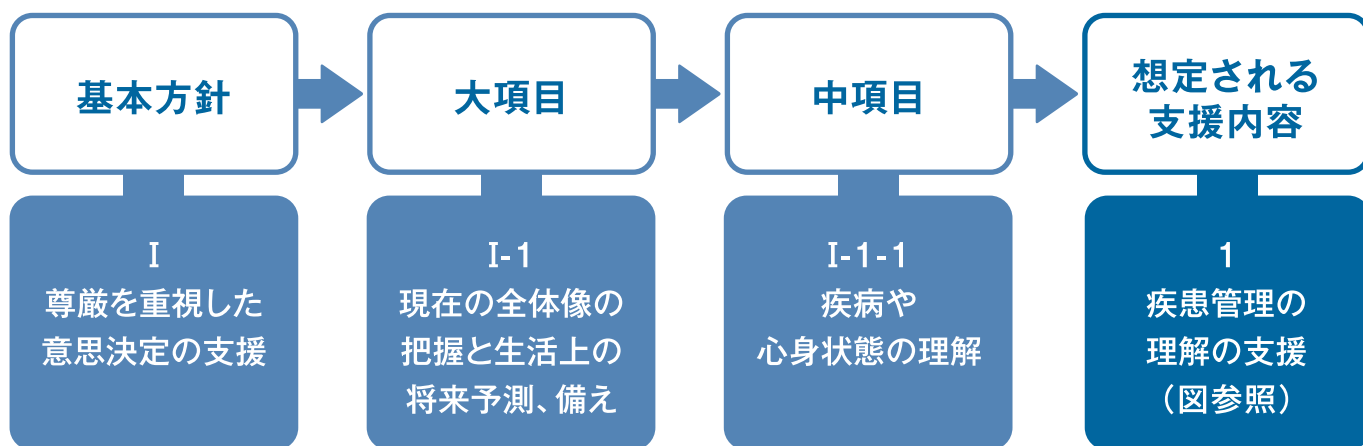 基本方針
大項目
中項目
想定される
支援内容
I
尊厳を重視した
意思決定の支援
I-1
現在の全体像の
把握と生活上の
将来予測、備え
I-1-1
疾病や
心身状態の理解
1
疾患管理の
理解の支援
（図参照）